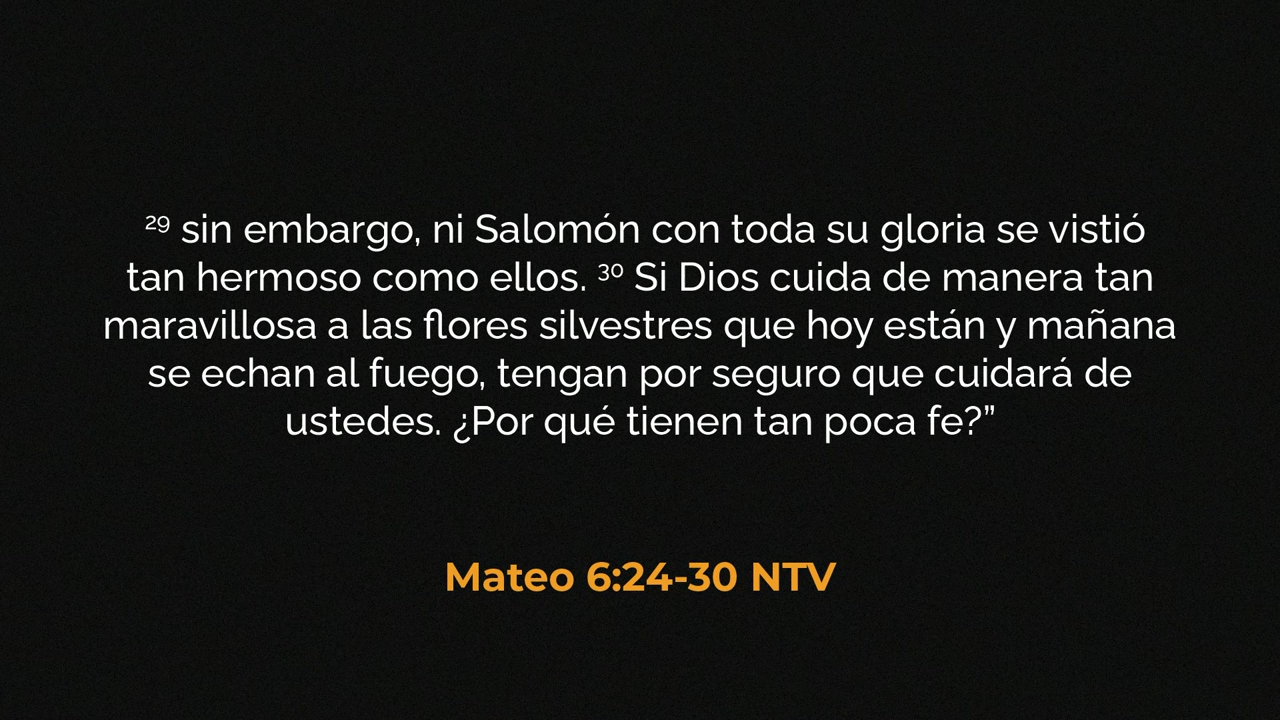 ²⁹ sin embargo, ni Salomón con toda su gloria se vistió
tan hermoso como ellos. ³⁰ Si Dios cuida de manera tan
maravillosa a las flores silvestres que hoy están y mañana
se echan al fuego, tengan por seguro que cuidará de
ustedes. ¿Por qué tienen tan poca fe?”
Mateo 6:24-30 NTV